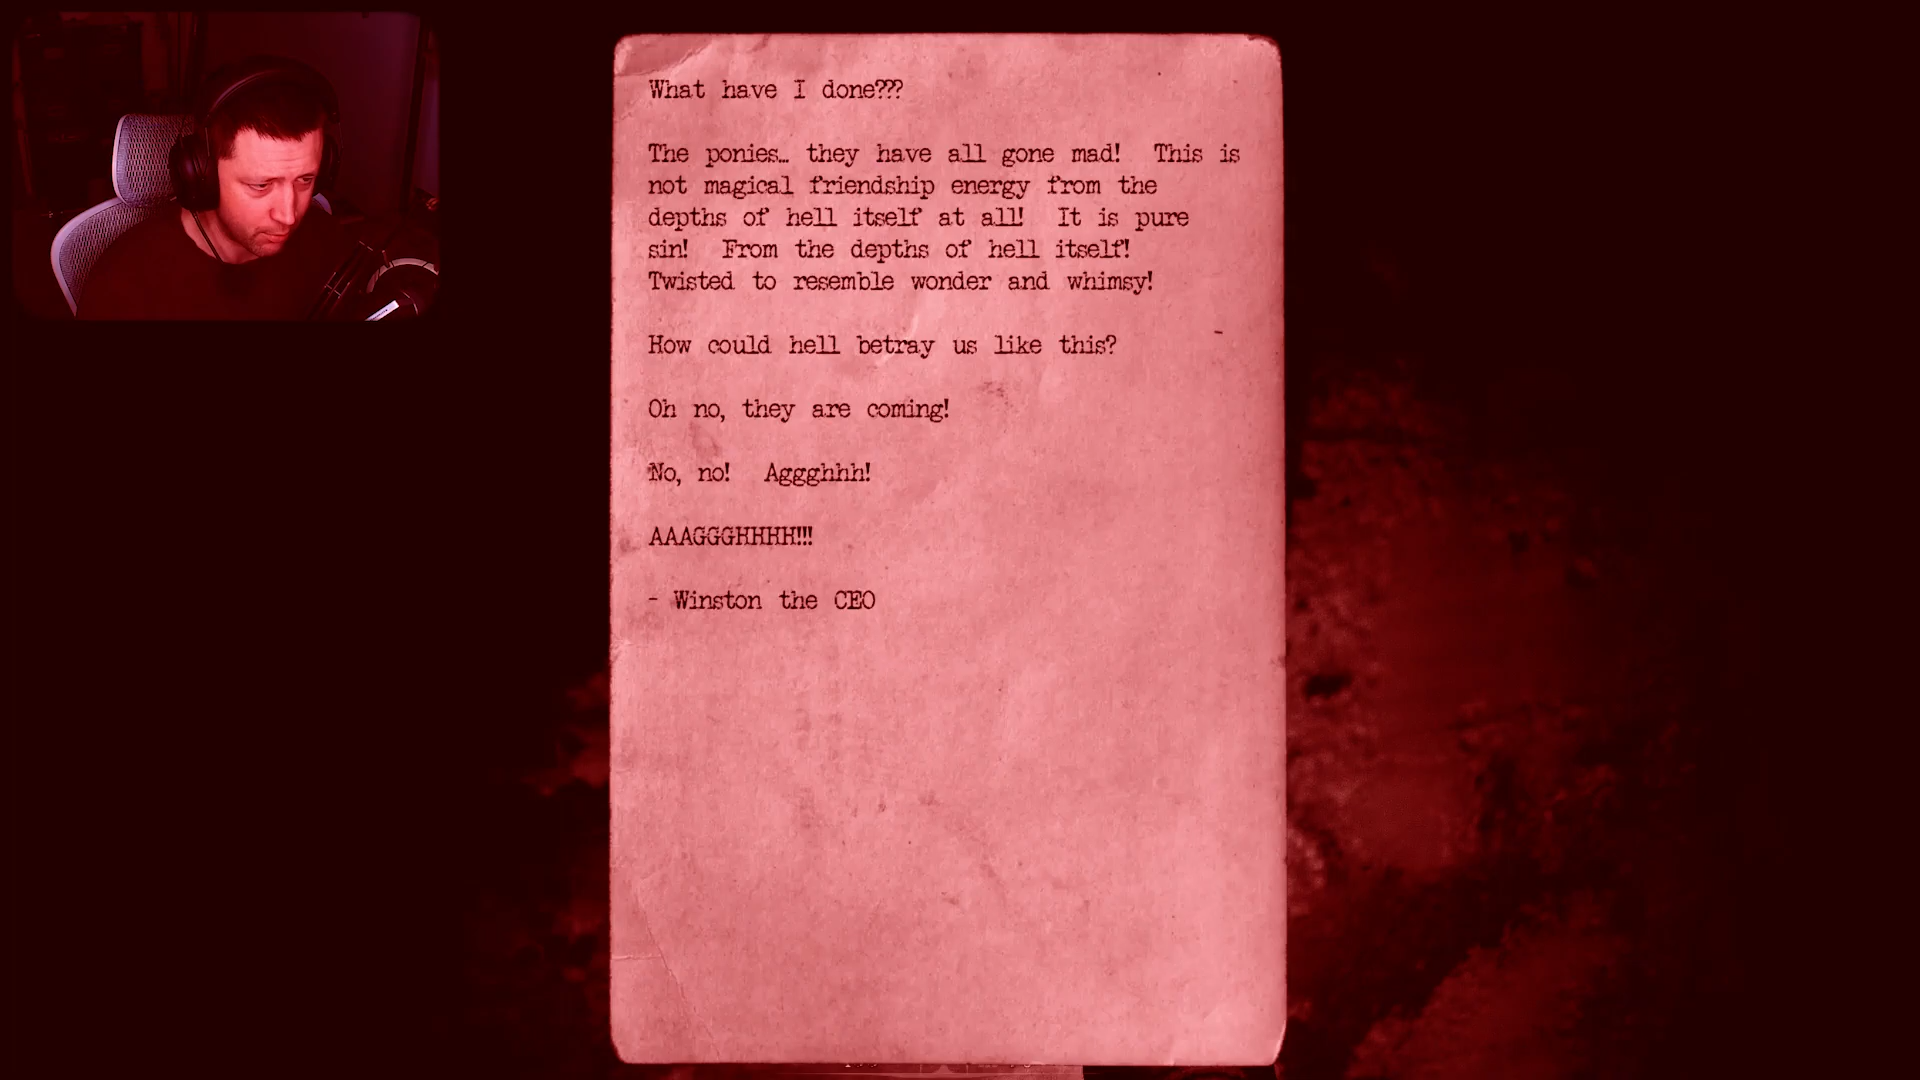 What have I done???
The ponies... they have all gone mad! This is
not magical friendship energy from the
depths of hell itself at all! It is pure
sin! From the depths of hell itself!
Twisted to resemble wonder and whimsy!
How could hell betray us like this?
Oh no, they are coming!
No, no! Aggghhh!
AAAGGGHHHH!!!
- Winston the CEO